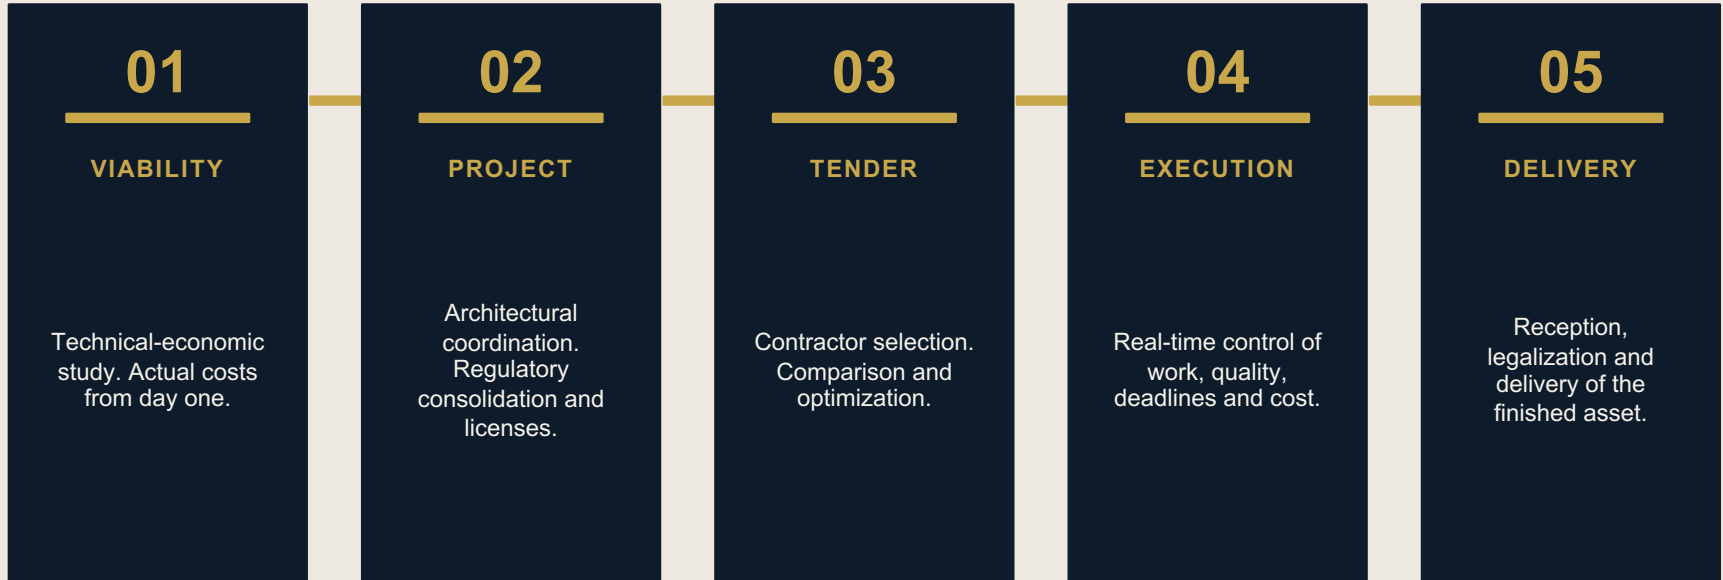 01
VIABILITY
Technical-economic
study. Actual costs
from day one.
02
PROJECT
Architectural
coordination.
Regulatory
consolidation and
licenses.
03
TENDER
Contractor selection.
Comparison and
optimization.
04
EXECUTION
Real-time control of
work, quality,
deadlines and cost.
05
DELIVERY
Reception,
legalization and
delivery of the
finished asset.